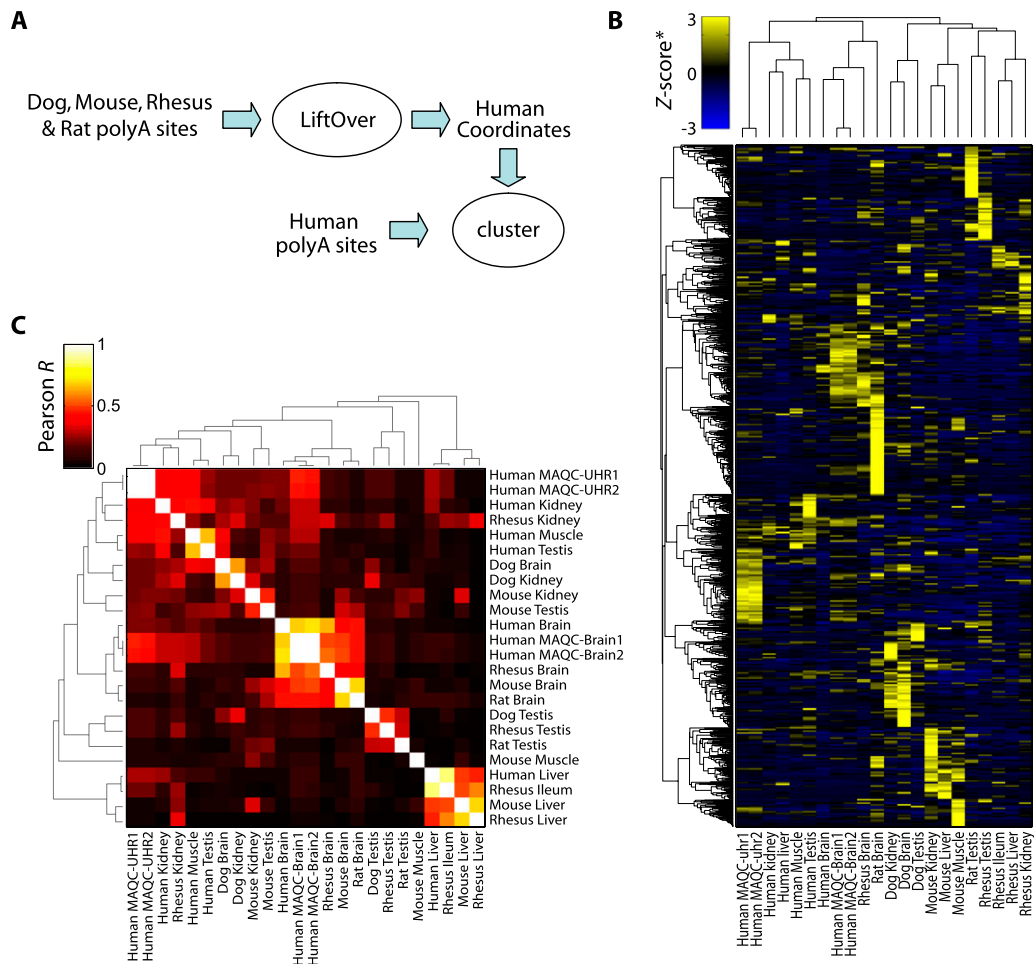 A
Dog, Mouse, Rhesus
& Rat polyA sites
LiftOver
Human
Coordinates
Human
polyA sites
cluster
B
Z-score*
3
0
-3
Human MAQC-uhr1
Human MAQC-uhr2
Human kidney
Human liver
Human Muscle
Human Testis
Human Brain
Human MAQC-Brain1
Human MAQC-Brain2
Rhesus Brain
Rat Brain
Dog Kidney
Dog Brain
Dog Testis
Mouse Kidney
Mouse Liver
Mouse Muscle
Rat Testis
Rhesus Testis
Rhesus Ileum
Rhesus Liver
Rhesus Kidney
C
Pearson R
1
0.5
0
Human MAQC-UHR1
Human MAQC-UHR2
Human Kidney
Rhesus Kidney
Human Muscle
Human Testis
Dog Brain
Dog Kidney
Mouse Kidney
Mouse Testis
Human Brain
Human MAQC-Brain1
Human MAQC-Brain2
Rhesus Brain
Mouse Brain
Rat Brain
Dog Testis
Rhesus Testis
Rat Testis
Mouse Muscle
Human Liver
Rhesus Ileum
Mouse Liver
Rhesus Liver
Human MAQC-UHR1
Human MAQC-UHR2
Human Kidney
Rhesus Kidney
Human Muscle
Human Testis
Dog Brain
Dog Kidney
Mouse Kidney
Mouse Testis
Human Brain
Human MAQC-Brain1
Human MAQC-Brain2
Rhesus Brain
Mouse Brain
Rat Brain
Dog Testis
Rhesus Testis
Rat Testis
Mouse Muscle
Human Liver
Rhesus Ileum
Mouse Liver
Rhesus Liver